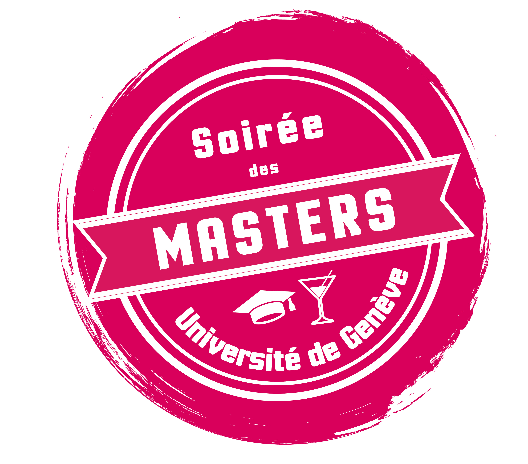 Soirée
des
MASTERS
Université de Genève